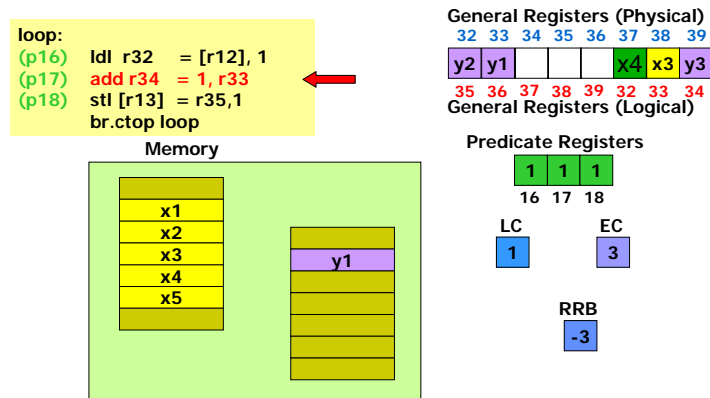 loop:
(p16) ldl r32 = [r12], 1
(p17) add r34 = 1, r33
(p18) stl [r13] = r35,1
br.ctop loop
General Registers (Physical)
32 33 34 35 36 37 38 39
y2 y1 x4 x3 y3
35 36 37 38 39 32 33 34
General Registers (Logical)
Memory
x1
x2
x3
x4
x5
y1
Predicate Registers
1 1 1
16 17 18
LC EC
1 3
RRB
-3